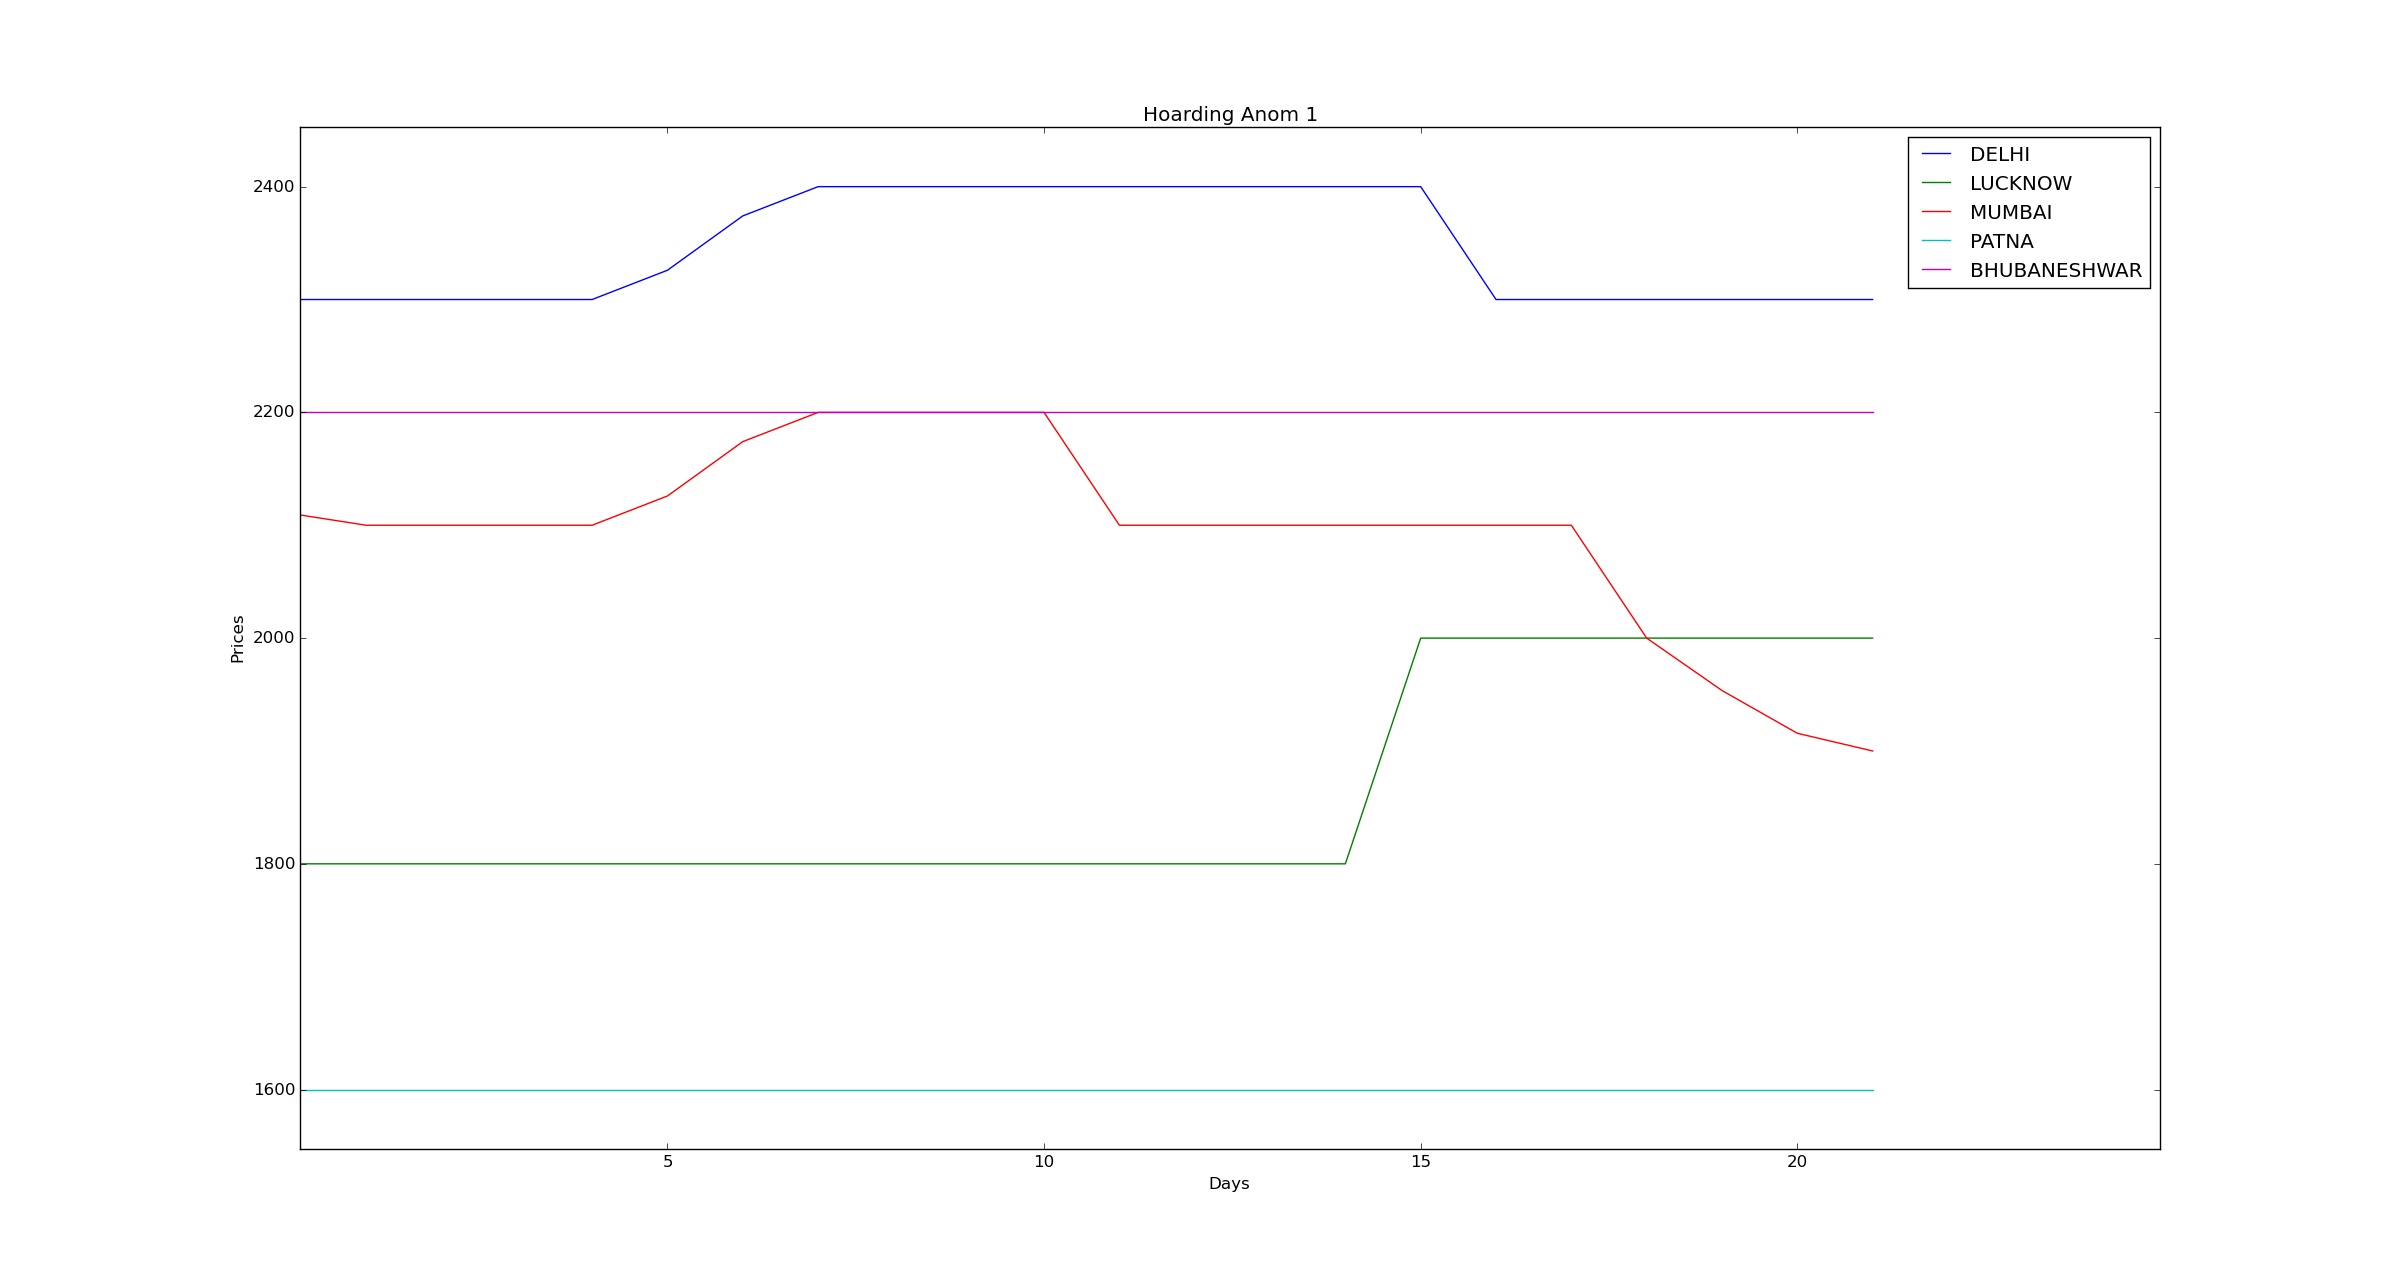 Hoarding Anom 1
DELHI
LUCKNOW
MUMBAI
PATNA
BHUBANESHWAR
2400
2200
2000
1800
1600
Prices
5 10 15 20
Days